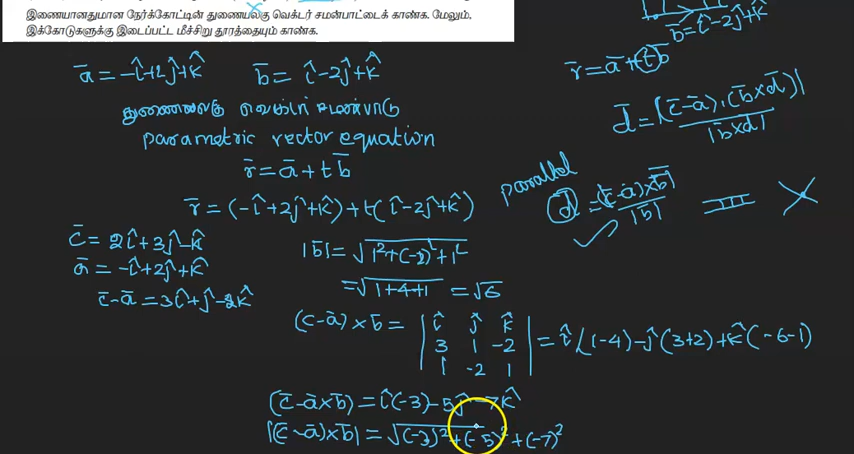 இணையானதுமான நேர்க்கோட்டின் துணையலகு வெக்டர் சமன்பாட்டைக் காண்க. மேலும்,
இக்கோடுகளுக்கு இடைப்பட்ட மீச்சிறு தூரத்தையும் காண்க.
b̄ = î-2ĵ+k̂
r̄ = ā + t b̄
ā = -î+2ĵ+k̂   b̄ = î-2ĵ+k̂
d̄ = |(c̄-ā)·(b̄×d̄)| / |b̄×d̄|
துணையலகு வெக்டர் சமன்பாடு
parametric vector equation
r̄ = ā + t b̄
parallel
d = |(c̄-ā)×b̄| / |b̄|
r̄ = (-î+2ĵ+k̂)+t(î-2ĵ+k̂)
c̄ = 2î+3ĵ-k̂
ā = -î+2ĵ+k̂
c̄-ā = 3î+ĵ-2k̂
|b̄| = √(1²+(-2)²+1²)
= √(1+4+1) = √6
(c-ā)×b̄ = | î ĵ k̂ |
| 3 1 -2 | = î(1-4)-ĵ(3+2)+k̂(-6-1)
| 1 -2 1 |
(c̄-ā×b̄) = î(-3)-5ĵ-7k̂
|(c̄-ā)×b̄| = √(-3)²+(-5)²+(-7)²